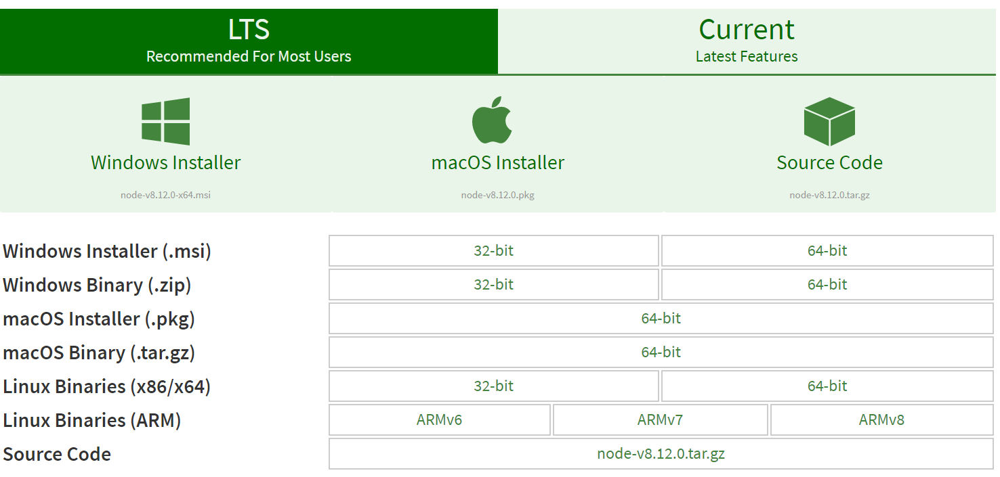 LTS
Recommended For Most Users
Current
Latest Features
Windows Installer
node-v8.12.0-x64.msi
macOS Installer
node-v8.12.0.pkg
Source Code
node-v8.12.0.tar.gz
Windows Installer (.msi) 32-bit 64-bit
Windows Binary (.zip) 32-bit 64-bit
macOS Installer (.pkg) 64-bit
macOS Binary (.tar.gz) 64-bit
Linux Binaries (x86/x64) 32-bit 64-bit
Linux Binaries (ARM) ARMv6 ARMv7 ARMv8
Source Code node-v8.12.0.tar.gz